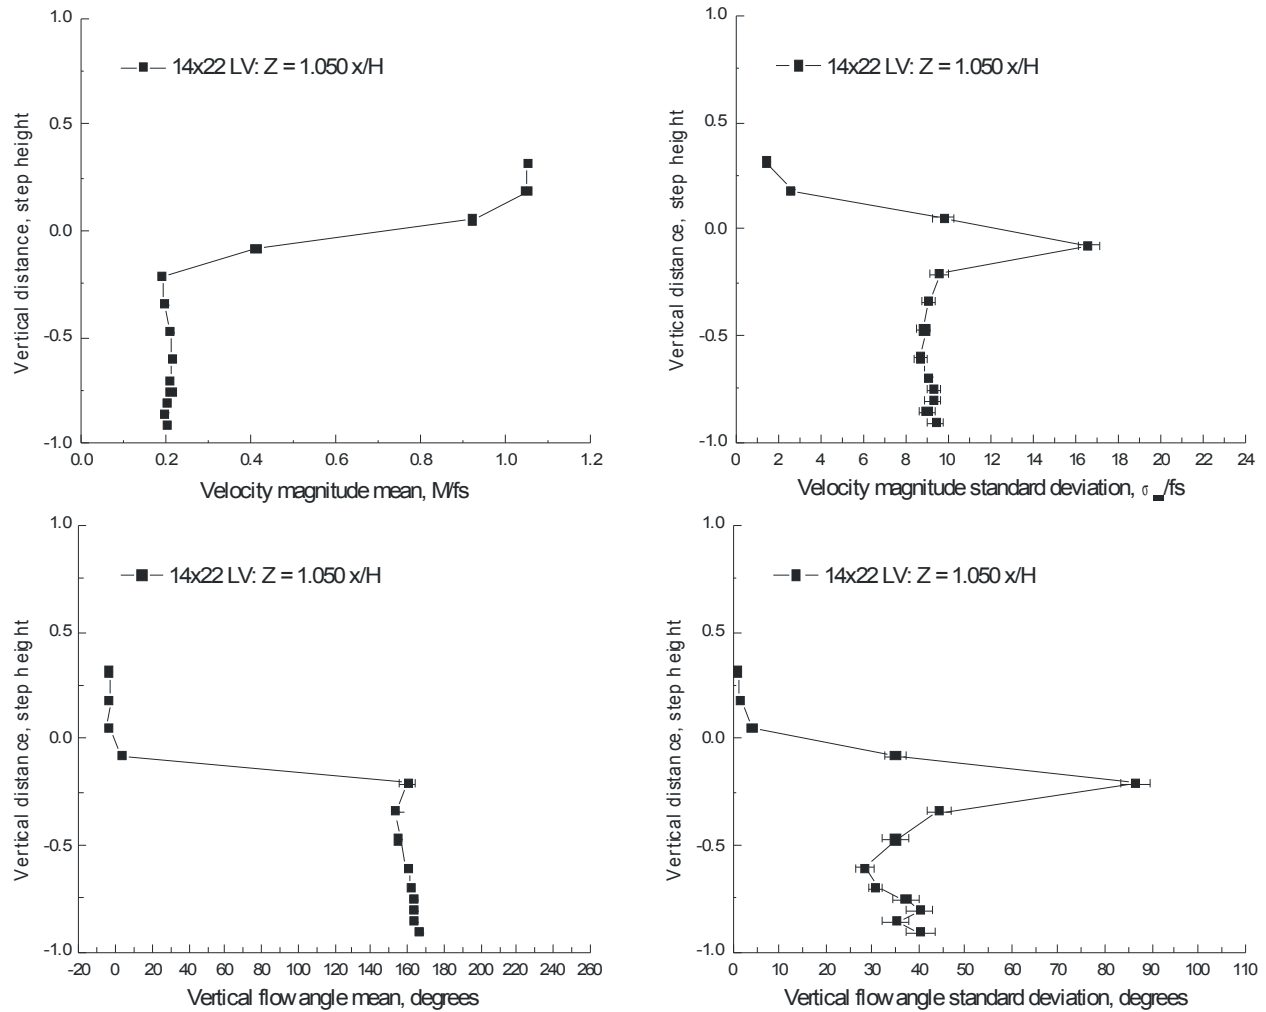 1.0
0.5
0.0
-0.5
-1.0
Vertical distance, step height
14x22 LV: Z = 1.050 x/H
0.0 0.2 0.4 0.6 0.8 1.0 1.2
Velocity magnitude mean, M/fs
1.0
0.5
0.0
-0.5
-1.0
Vertical distance, step height
14x22 LV: Z = 1.050 x/H
0 2 4 6 8 10 12 14 16 18 20 22 24
Velocity magnitude standard deviation, σ /fs
1.0
0.5
0.0
-0.5
-1.0
Vertical distance, step height
14x22 LV: Z = 1.050 x/H
-20 0 20 40 60 80 100 120 140 160 180 200 220 240 260
Vertical flow angle mean, degrees
1.0
0.5
0.0
-0.5
-1.0
Vertical distance, step height
14x22 LV: Z = 1.050 x/H
0 10 20 30 40 50 60 70 80 90 100 110
Vertical flow angle standard deviation, degrees